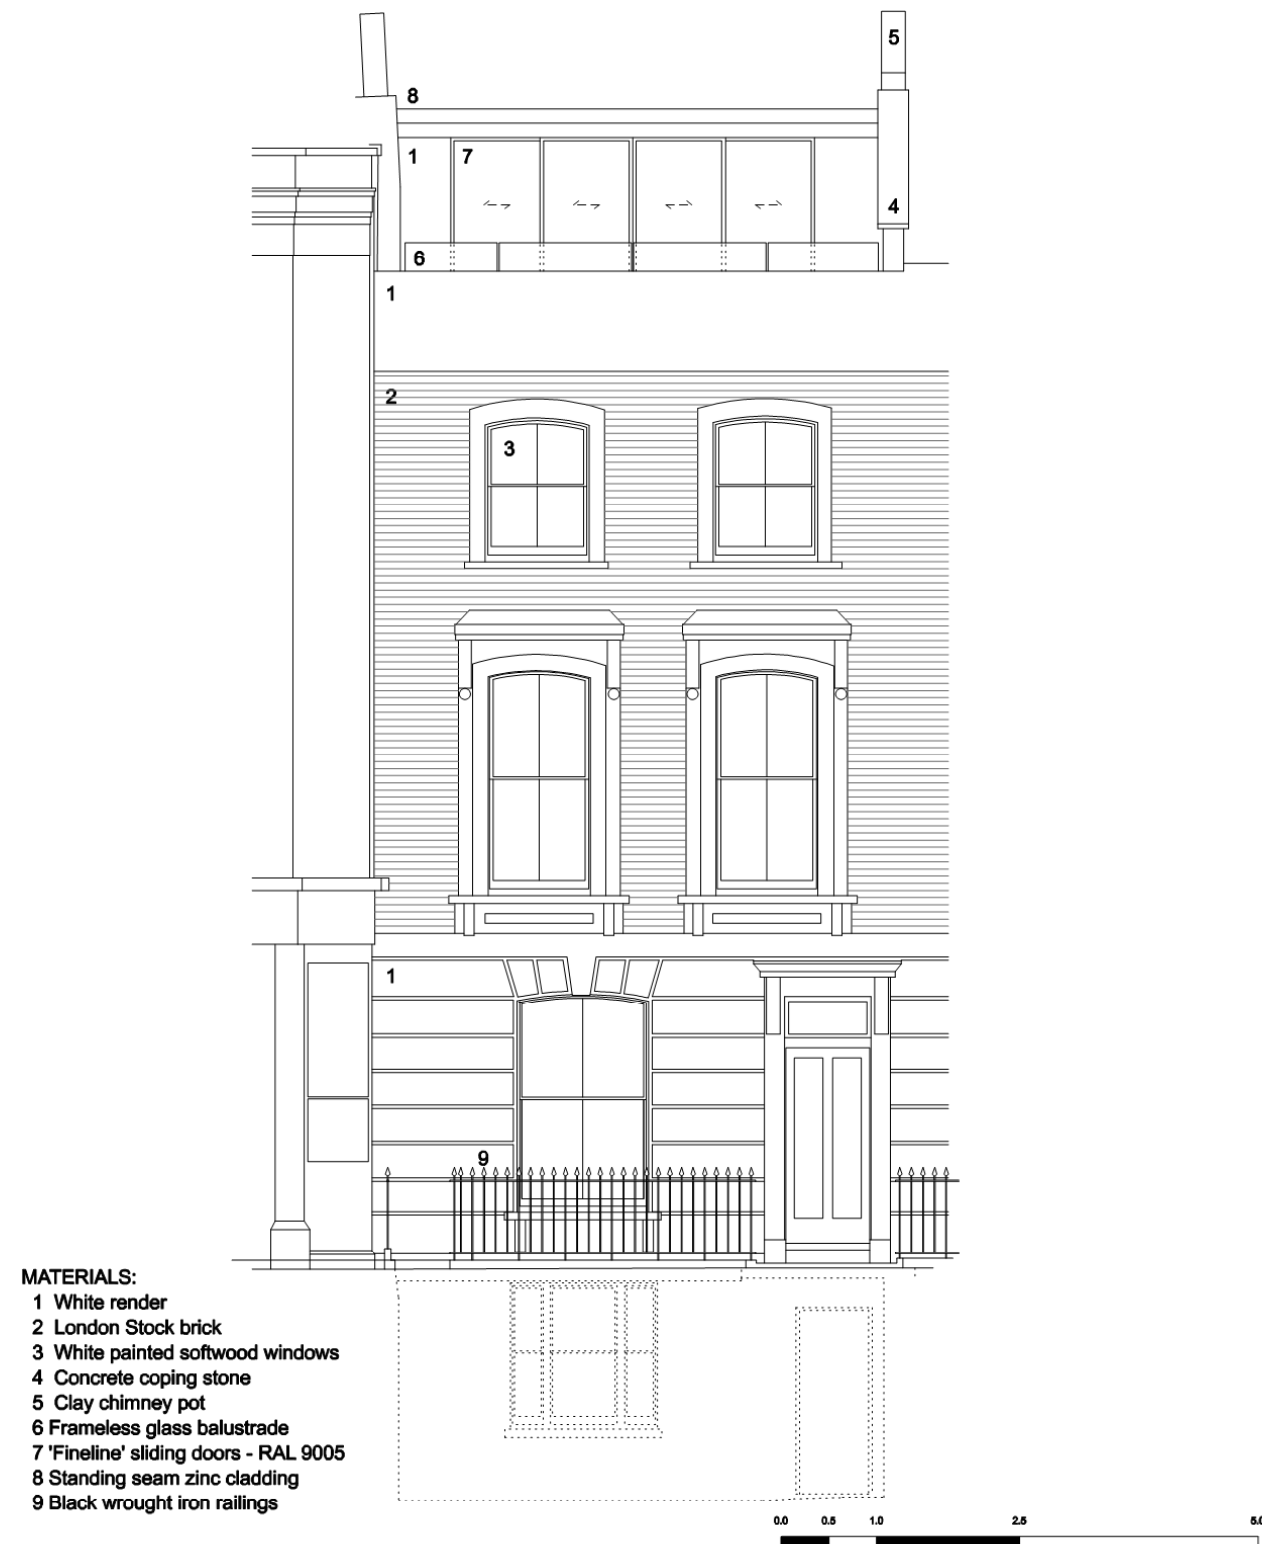 5
8
1
7
4
6
1
2
3
1
9
MATERIALS:
1 White render
2 London Stock brick
3 White painted softwood windows
4 Concrete coping stone
5 Clay chimney pot
6 Frameless glass balustrade
7 'Fineline' sliding doors - RAL 9005
8 Standing seam zinc cladding
9 Black wrought iron railings
0.0 0.5 1.0 2.5 5.0